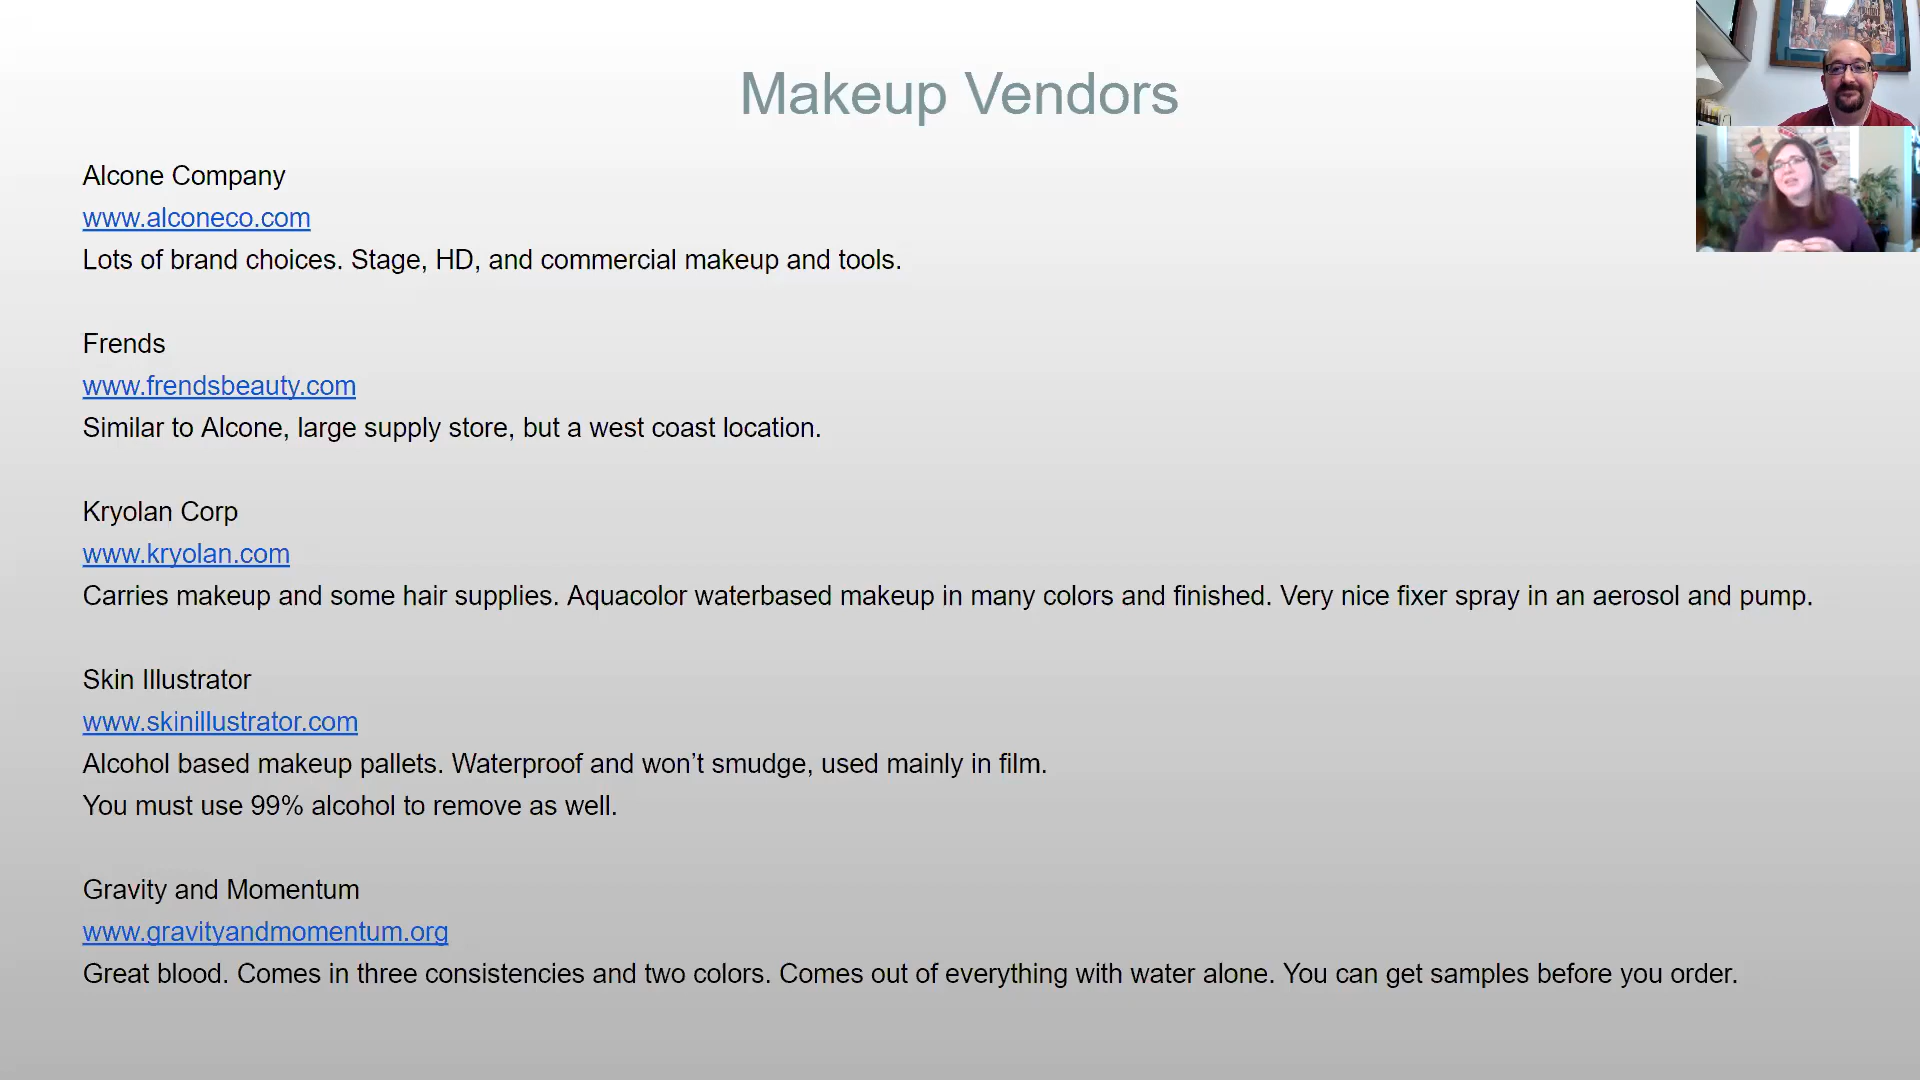 Makeup Vendors
Alcone Company
www.alconeco.com
Lots of brand choices. Stage, HD, and commercial makeup and tools.
Frends
www.frendsbeauty.com
Similar to Alcone, large supply store, but a west coast location.
Kryolan Corp
www.kryolan.com
Carries makeup and some hair supplies. Aquacolor waterbased makeup in many colors and finished. Very nice fixer spray in an aerosol and pump.
Skin Illustrator
www.skinillustrator.com
Alcohol based makeup pallets. Waterproof and won’t smudge, used mainly in film.
You must use 99% alcohol to remove as well.
Gravity and Momentum
www.gravityandmomentum.org
Great blood. Comes in three consistencies and two colors. Comes out of everything with water alone. You can get samples before you order.